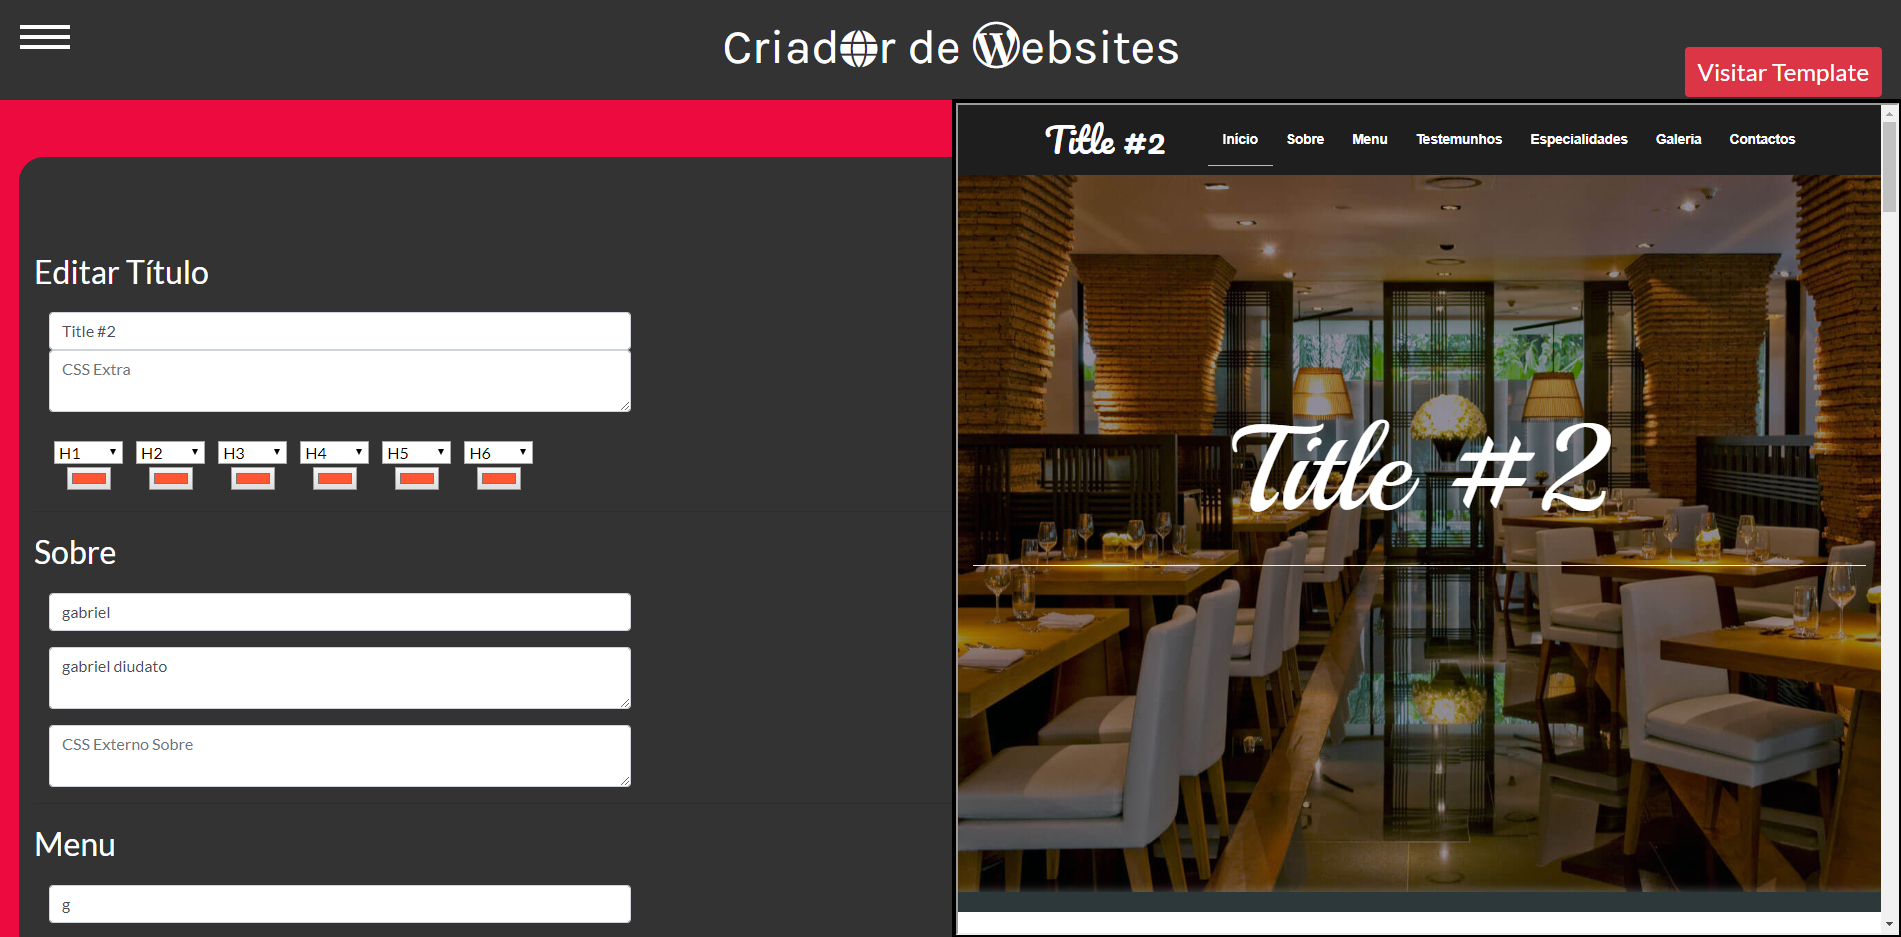 Criador de Websites
Visitar Template
Editar Título
Title #2
CSS Extra
H1 H2 H3 H4 H5 H6
Sobre
gabriel
gabriel diudato
CSS Externo Sobre
Menu
g
Title #2 Início Sobre Menu Testemunhos Especialidades Galeria Contactos
Title #2